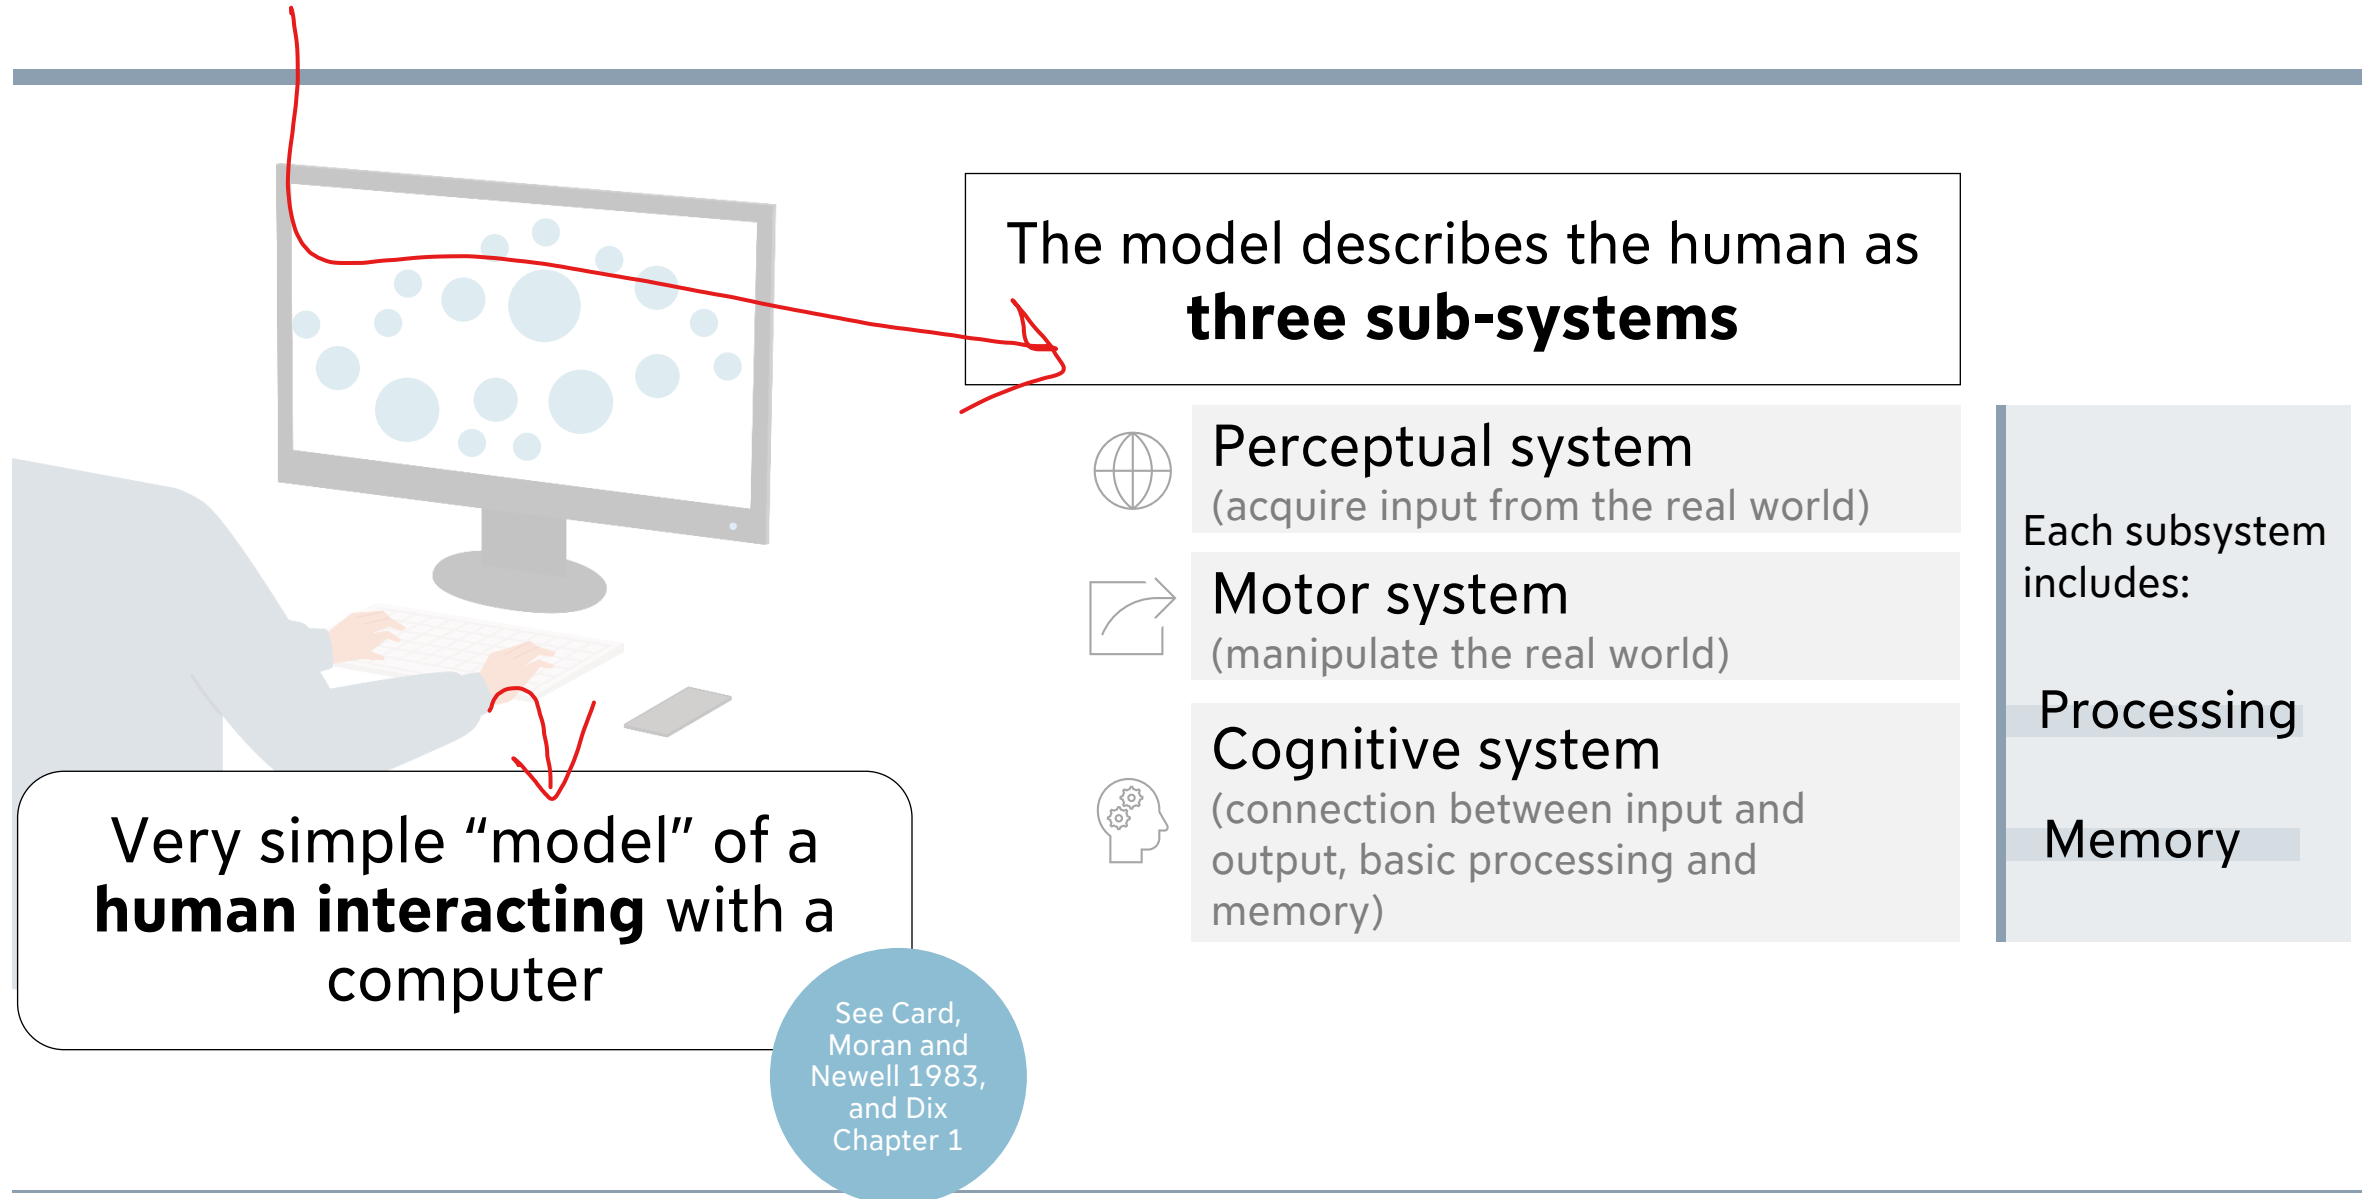 The model describes the human as
three sub-systems
Perceptual system
(acquire input from the real world)
Motor system
(manipulate the real world)
Cognitive system
(connection between input and
output, basic processing and
memory)
Each subsystem
includes:
Processing
Memory
Very simple “model” of a
human interacting with a
computer
See Card,
Moran and
Newell 1983,
and Dix
Chapter 1